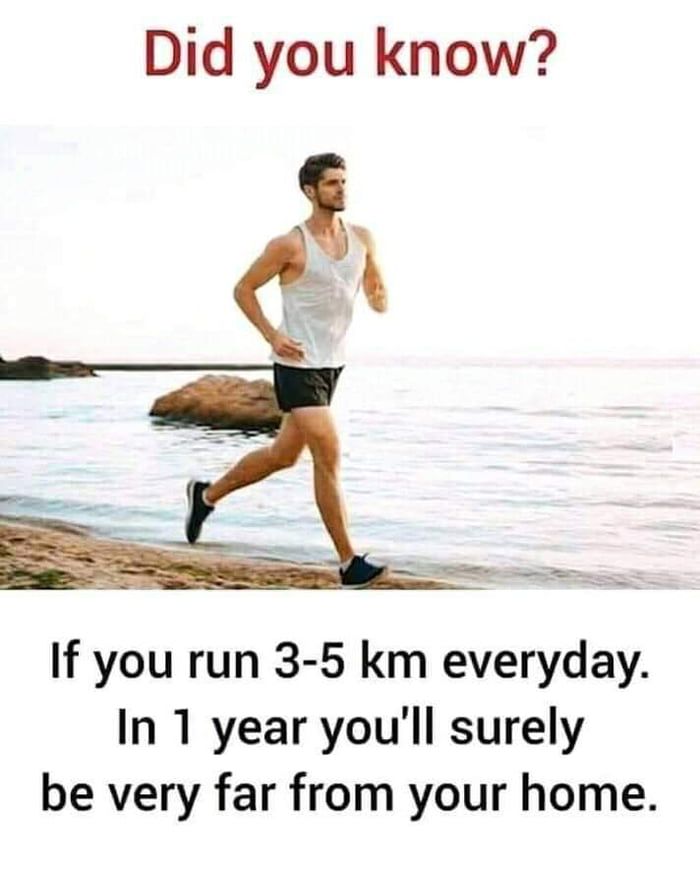 Did you know?
If you run 3-5 km everyday.
In 1 year you'll surely
be very far from your home.